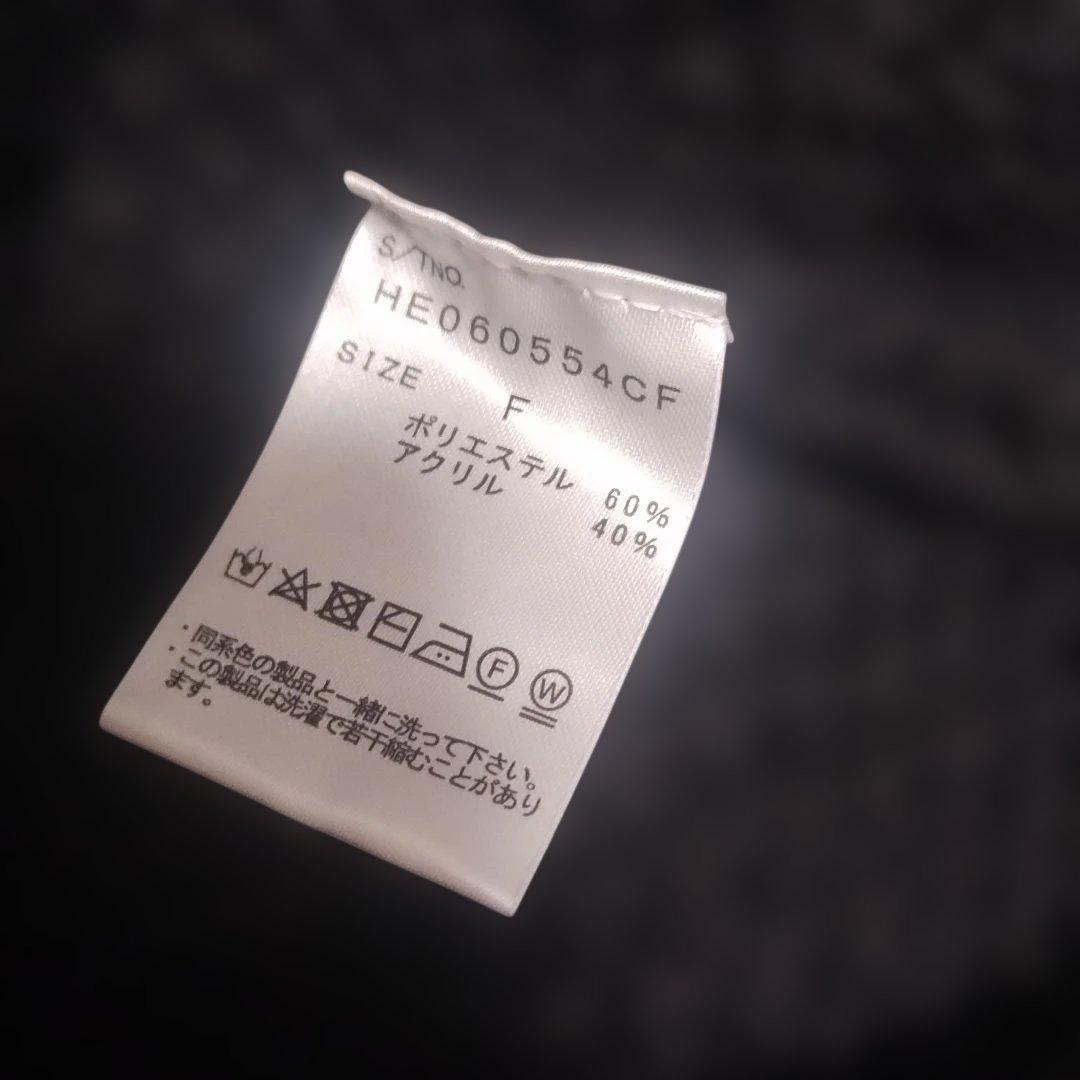 S/TNO.
HE060554CF
SIZE
F
ポリエステル 60%
アクリル 40%
F W
・同系色の製品と一緒に洗って下さい。
・この製品は洗濯で若干縮むことがあり
ます。